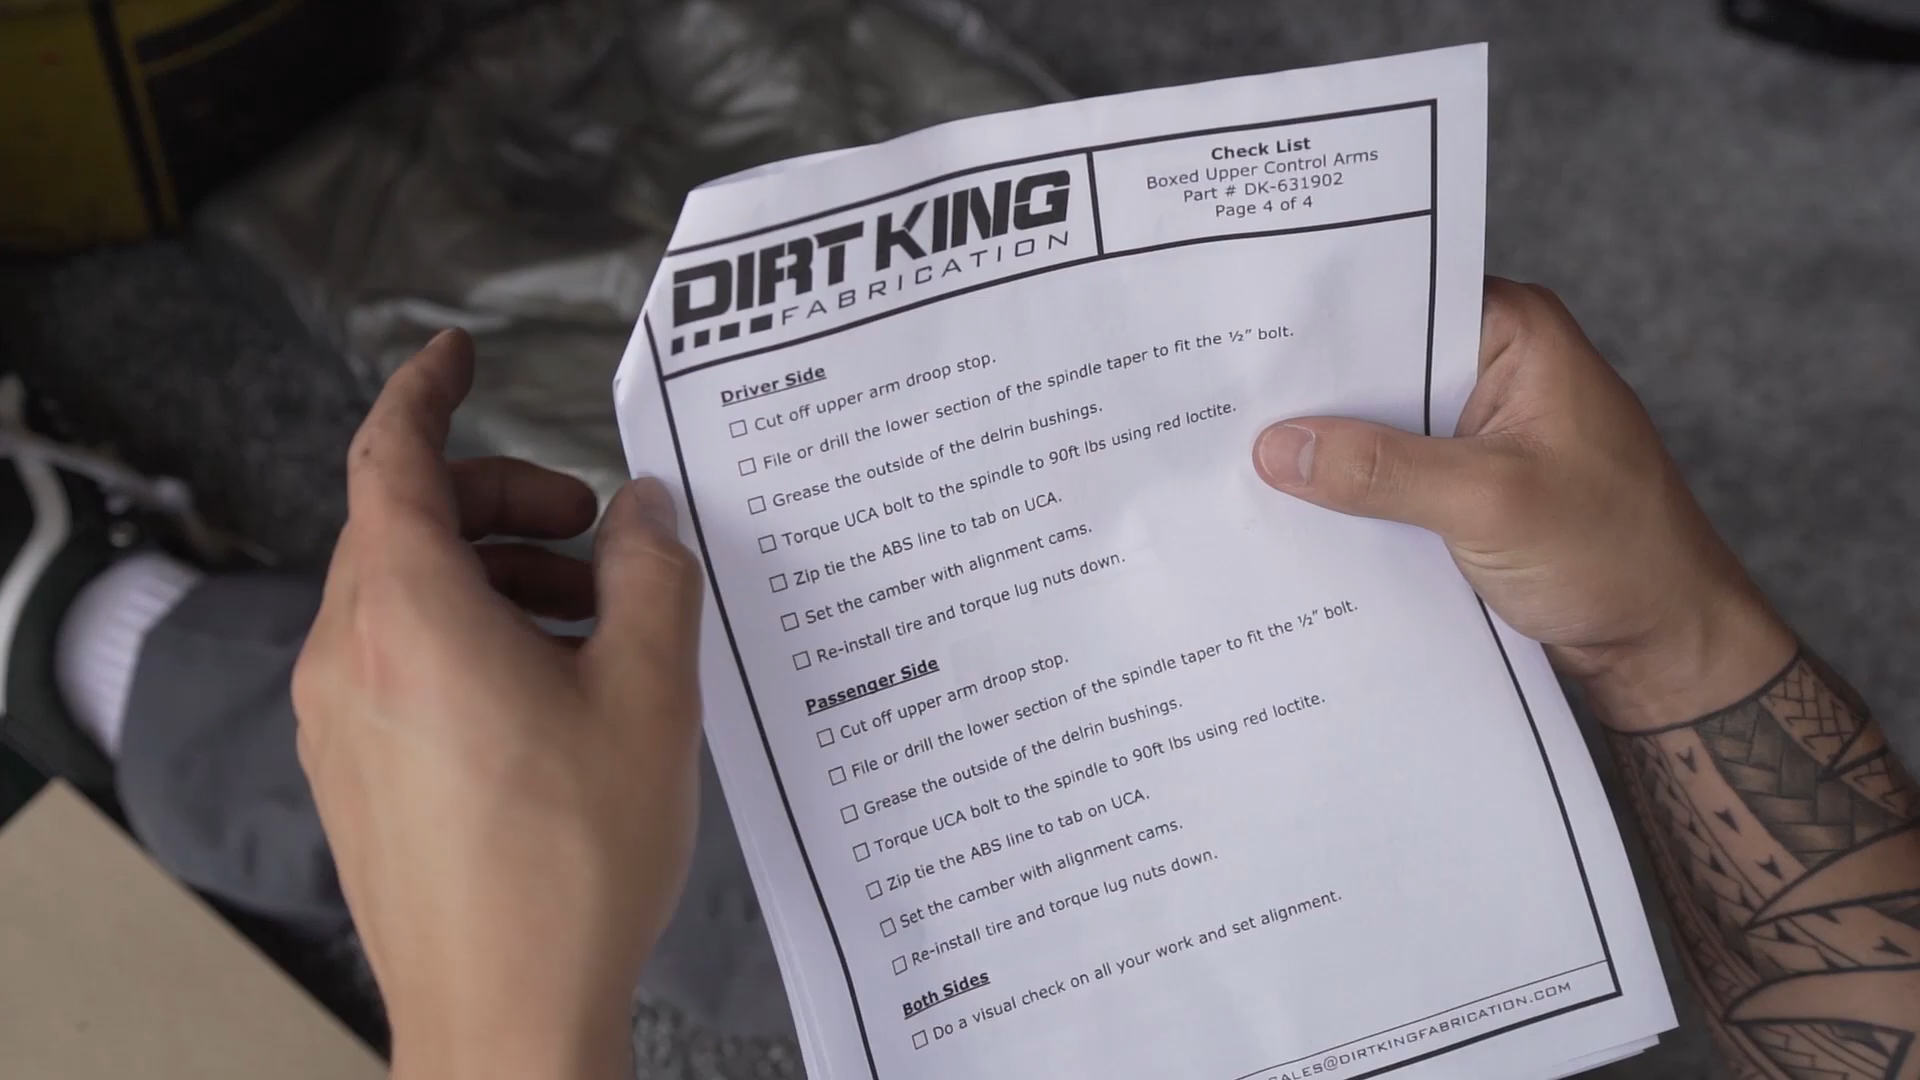 DIRT KING
FABRICATION
Check List
Boxed Upper Control Arms
Part # DK-631902
Page 4 of 4
Driver Side
☐ Cut off upper arm droop stop.
☐ File or drill the lower section of the spindle taper to fit the ½” bolt.
☐ Grease the outside of the delrin bushings.
☐ Torque UCA bolt to the spindle to 90ft lbs using red loctite.
☐ Zip tie the ABS line to tab on UCA.
☐ Set the camber with alignment cams.
☐ Re-install tire and torque lug nuts down.
Passenger Side
☐ Cut off upper arm droop stop.
☐ File or drill the lower section of the spindle taper to fit the ½” bolt.
☐ Grease the outside of the delrin bushings.
☐ Torque UCA bolt to the spindle to 90ft lbs using red loctite.
☐ Zip tie the ABS line to tab on UCA.
☐ Set the camber with alignment cams.
☐ Re-install tire and torque lug nuts down.
Both Sides
☐ Do a visual check on all your work and set alignment.
ALES@DIRTKINGFABRICATION.COM